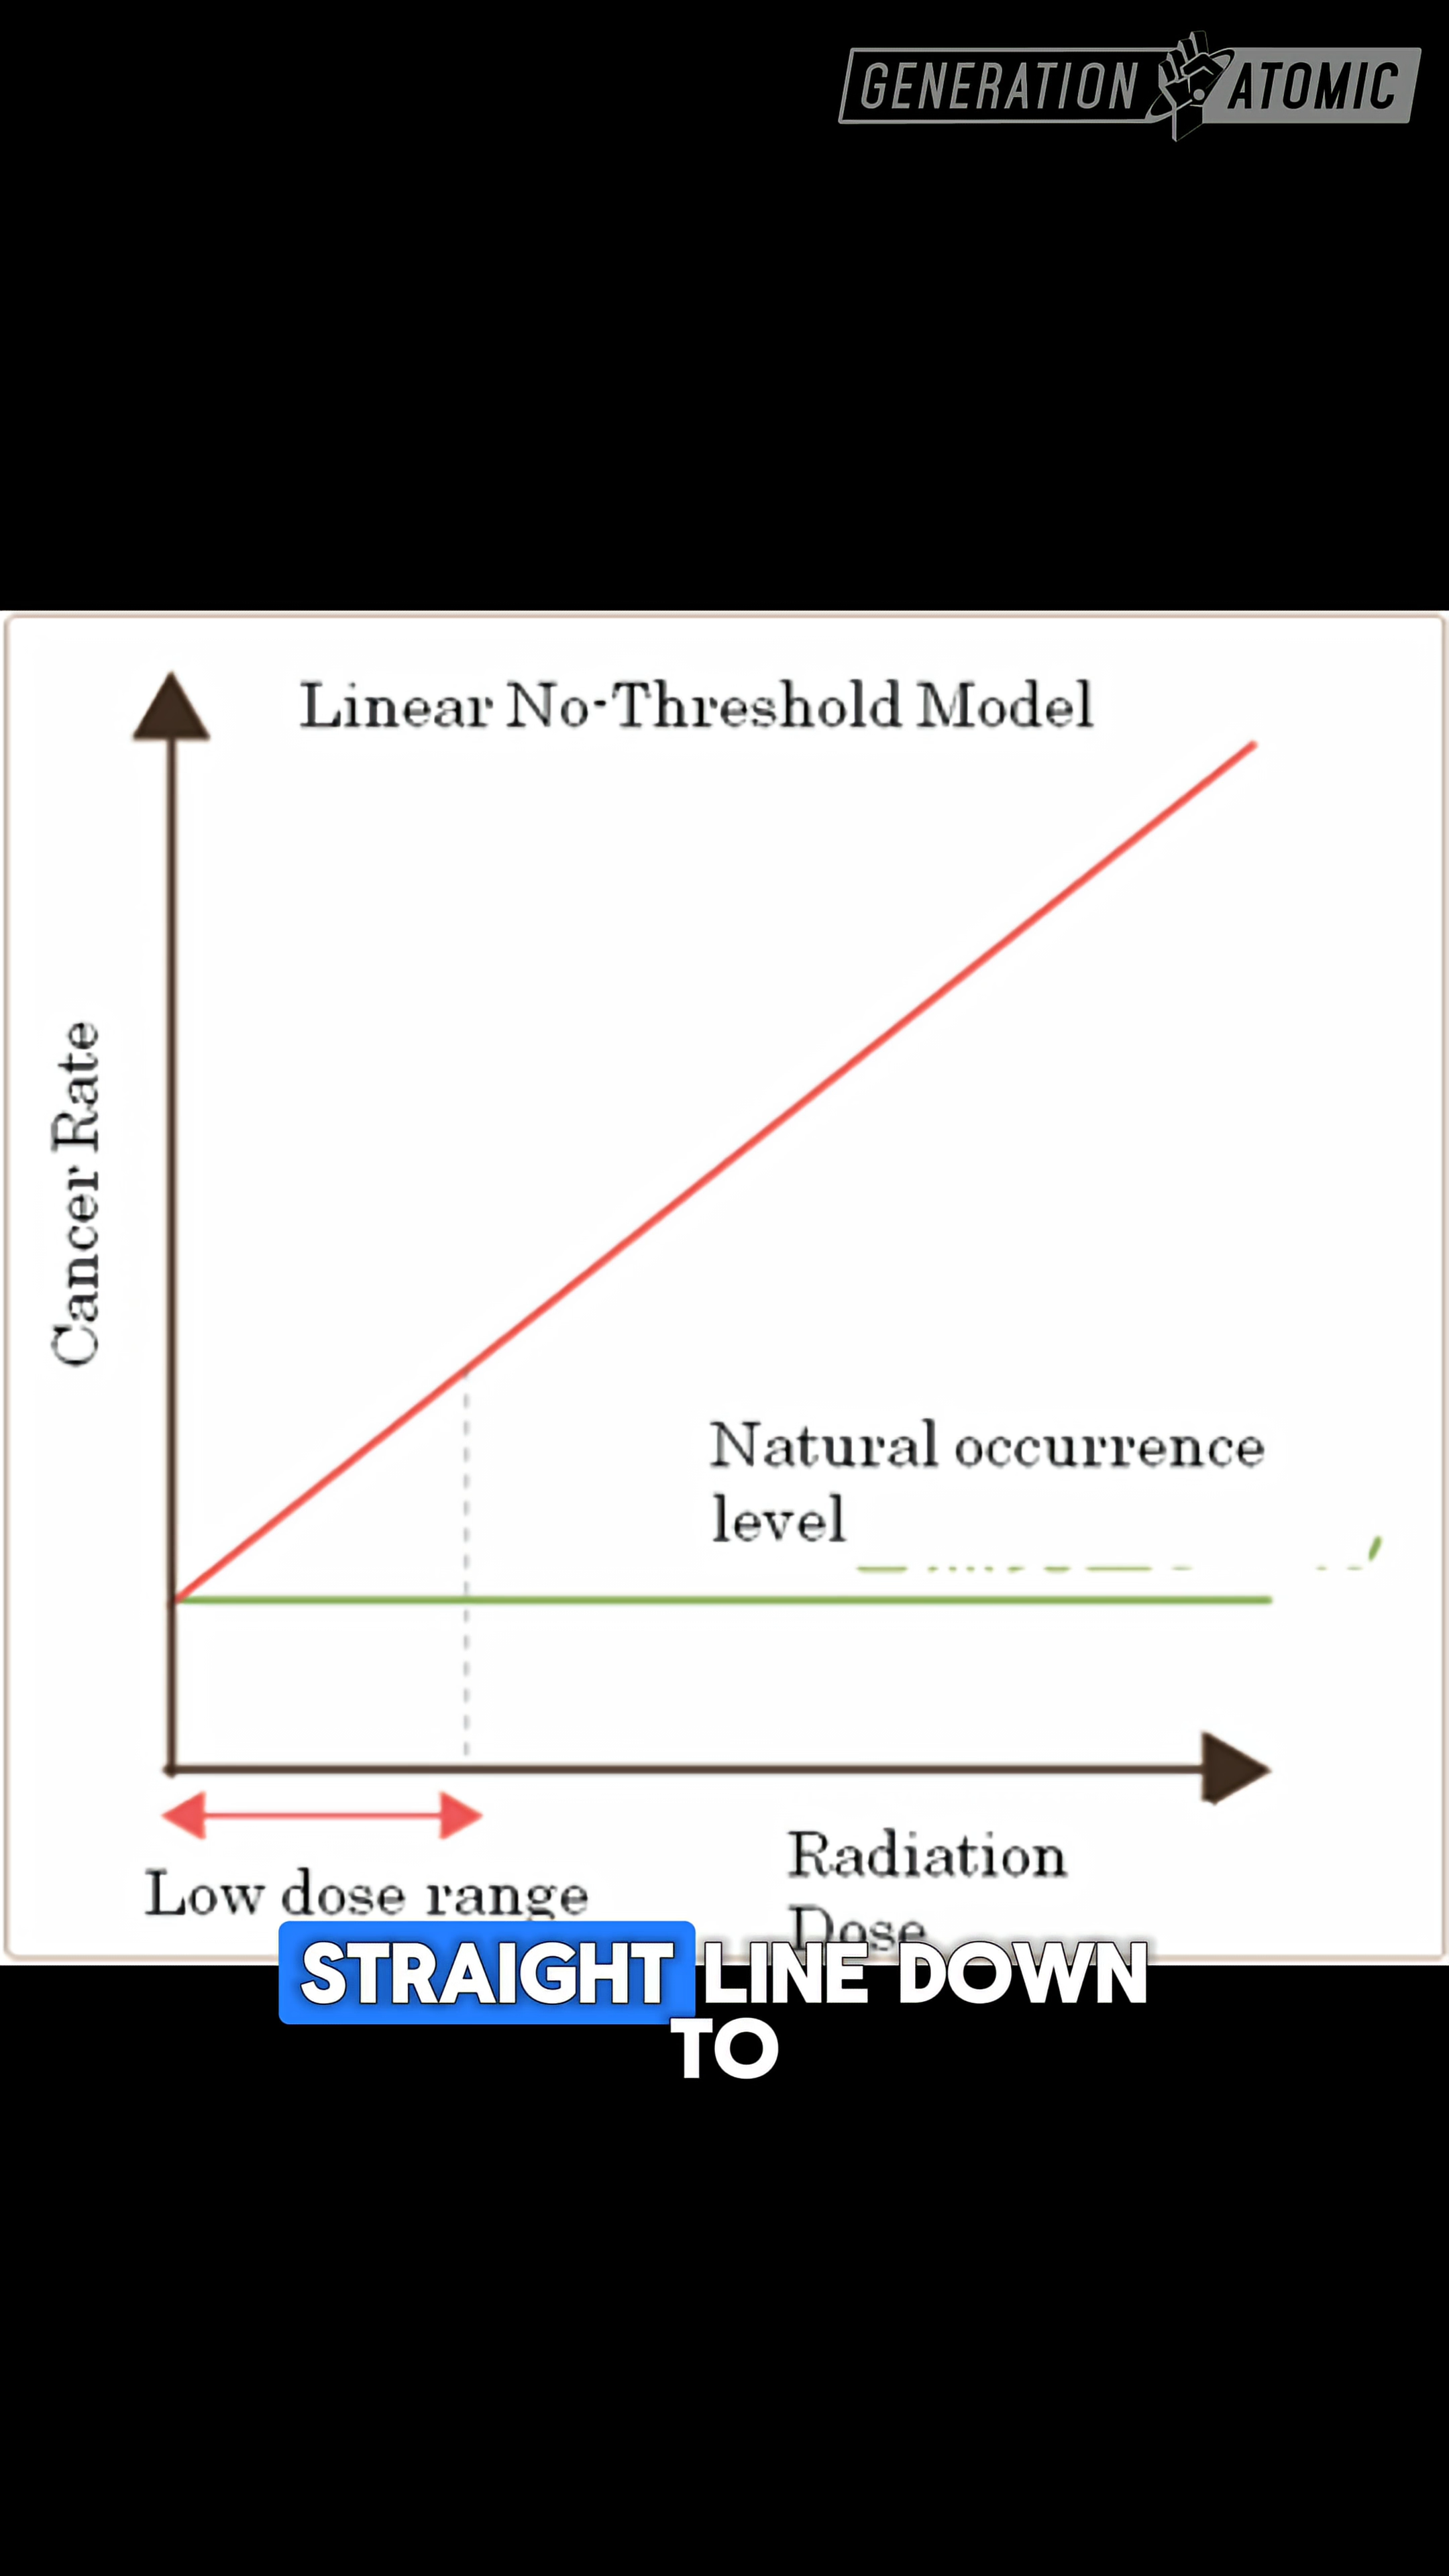 GENERATION ATOMIC
Linear No-Threshold Model
Cancer Rate
Natural occurrence
level
Low dose range
Radiation
Dose
STRAIGHT LINE DOWN
TO